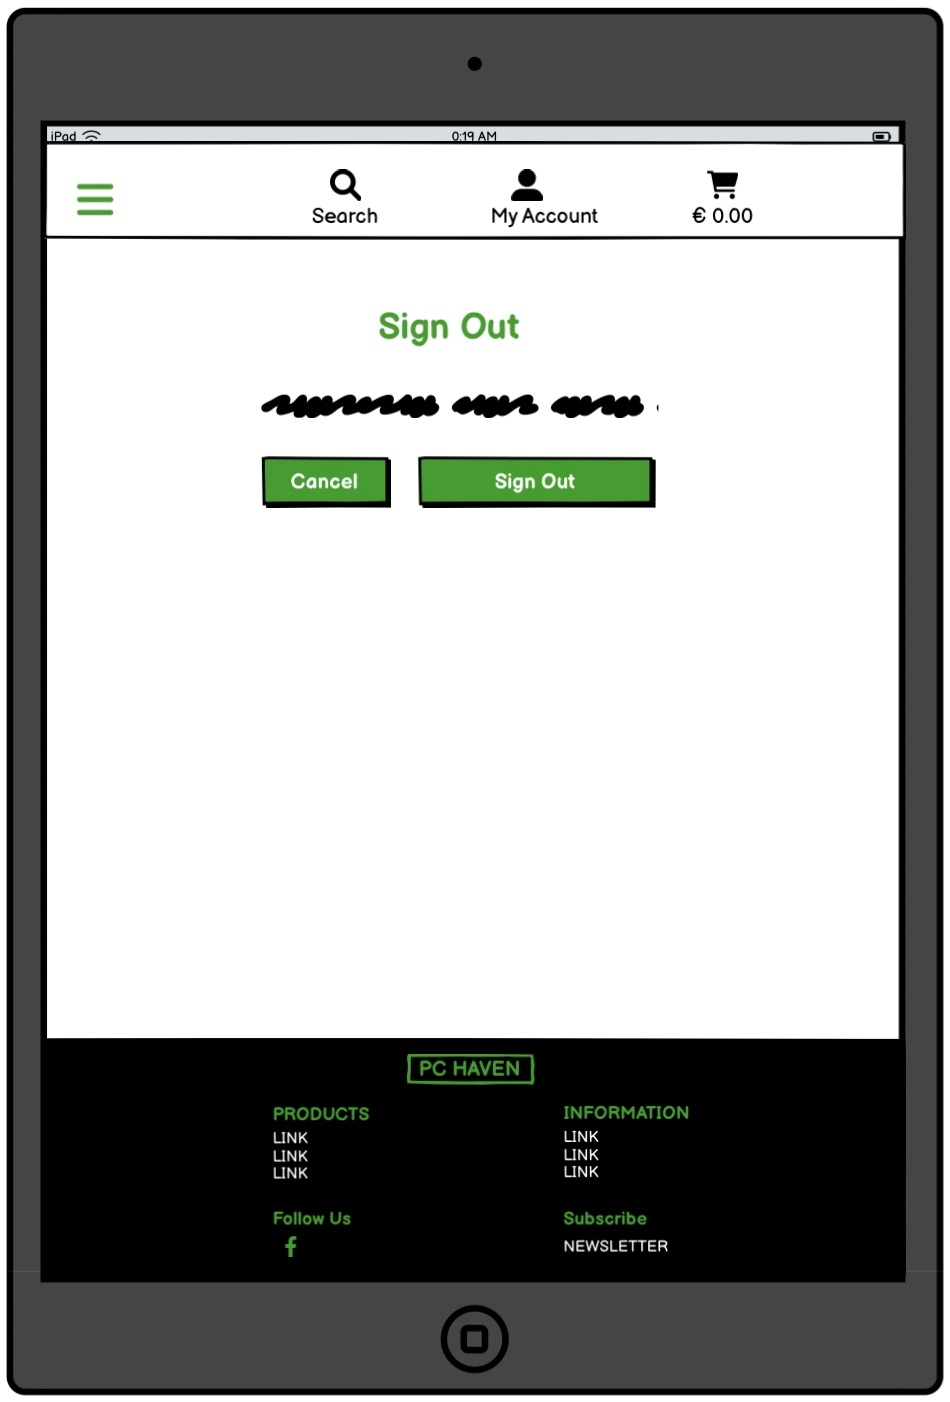 iPad 0:19 AM
Search My Account € 0.00
Sign Out
Cancel Sign Out
PC HAVEN
PRODUCTS INFORMATION
LINK LINK
LINK LINK
LINK LINK
Follow Us Subscribe
NEWSLETTER